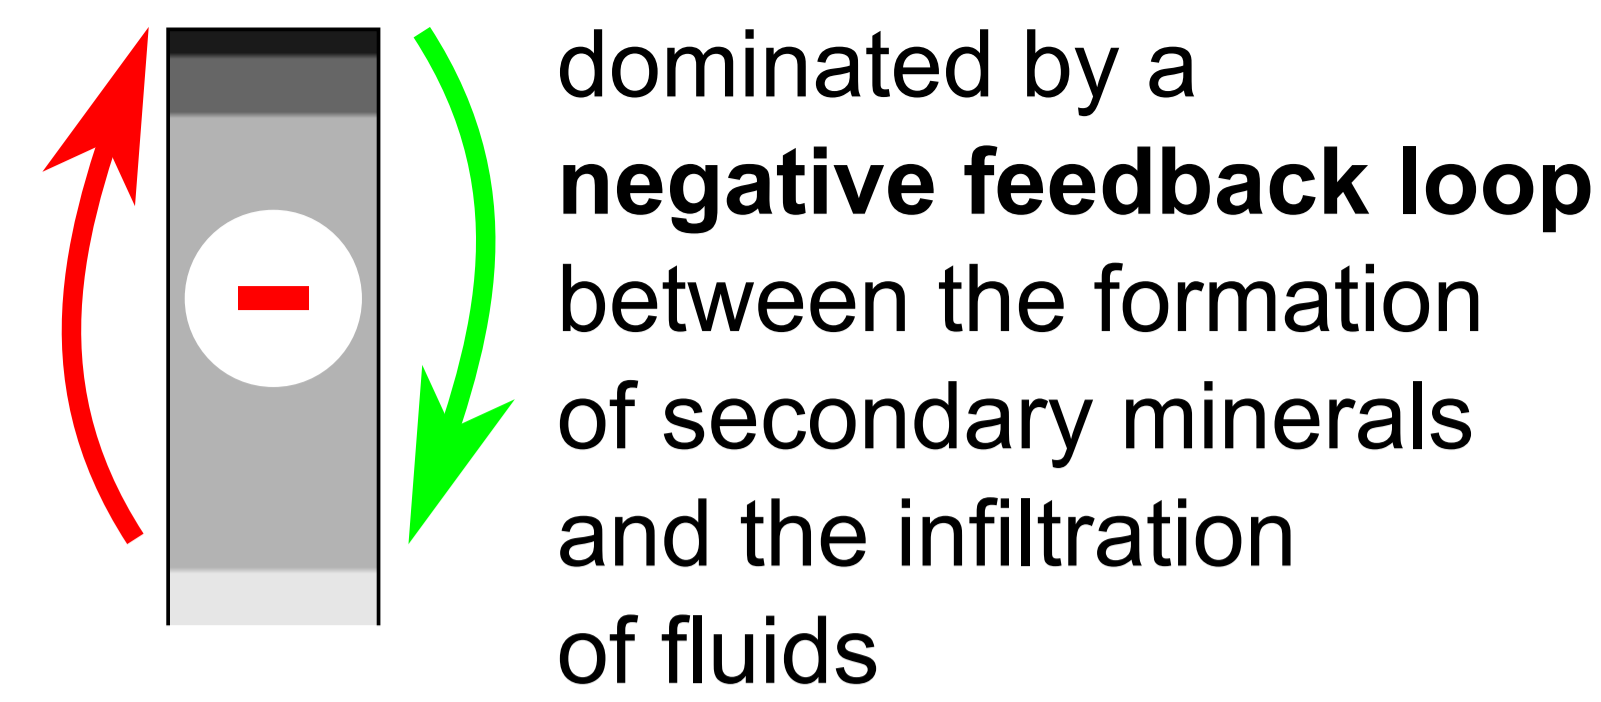 dominated by a
negative feedback loop
between the formation
of secondary minerals
and the infiltration
of fluids